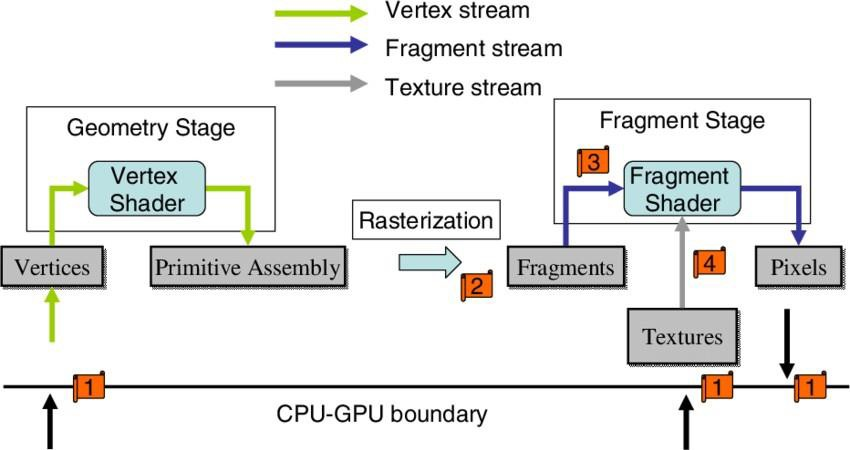 Vertex stream
Fragment stream
Texture stream
Geometry Stage
Fragment Stage
Vertex
Shader
3
Fragment
Shader
Rasterization
Vertices
Primitive Assembly
2
Fragments
4
Pixels
Textures
1
1
1
CPU-GPU boundary